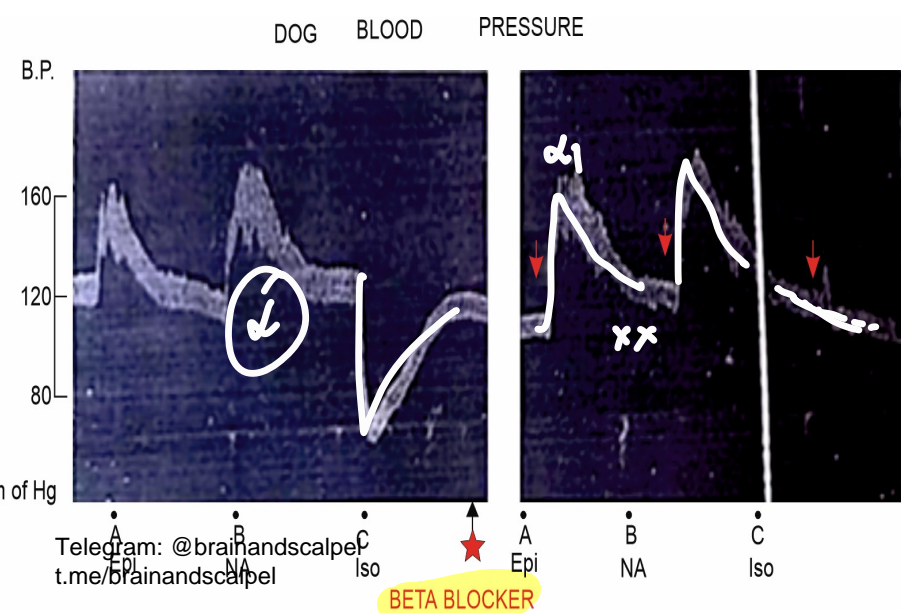 DOG BLOOD PRESSURE
B.P.
α1
160
120
α
xx
80
m of Hg
A B C A B C
Telegram: @brainandscalpel
Epi NA Iso Epi NA Iso
t.me/brainandscalpel
BETA BLOCKER